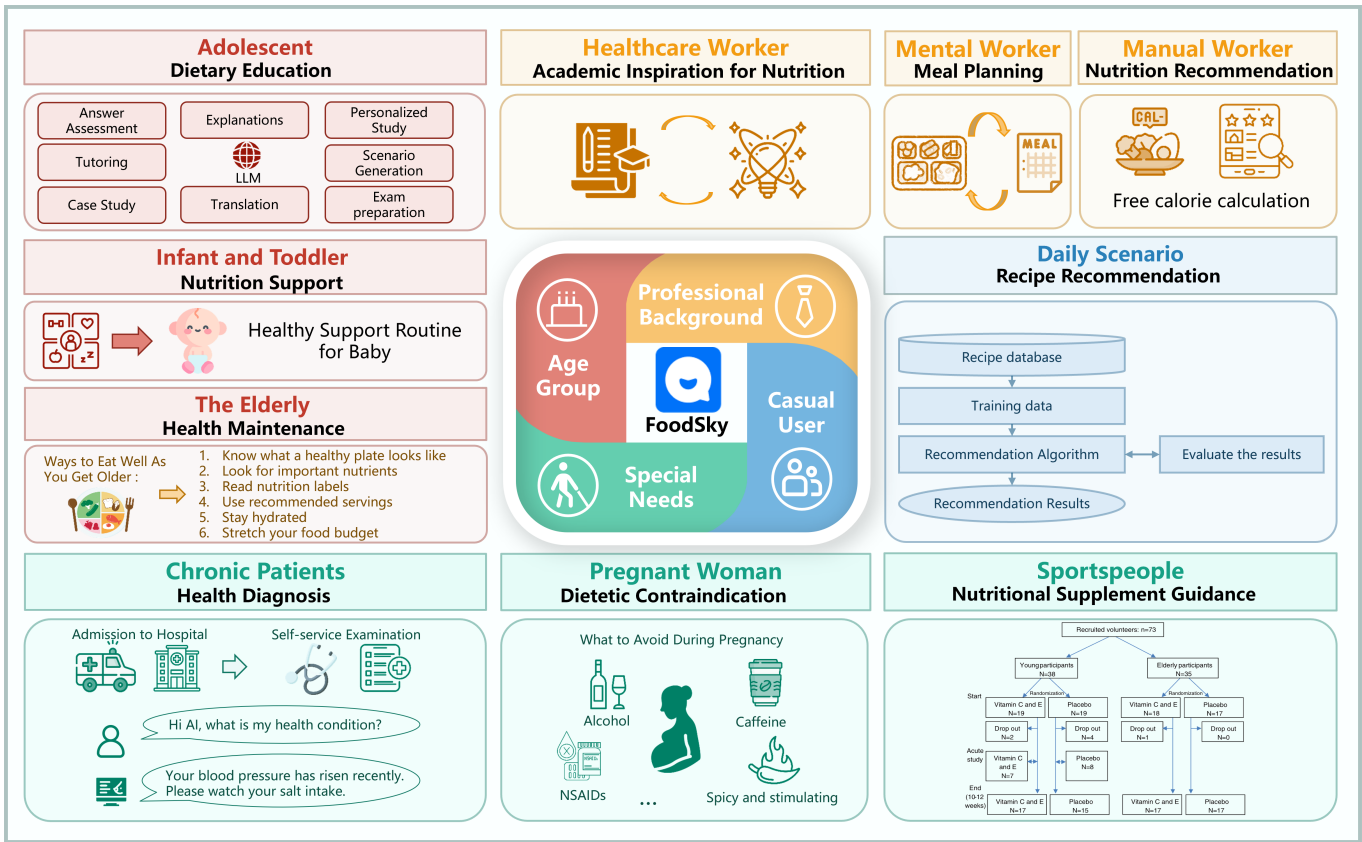 Adolescent
Dietary Education
Answer
Assessment
Explanations
Personalized
Study
Tutoring
LLM
Scenario
Generation
Case Study
Translation
Exam
preparation
Healthcare Worker
Academic Inspiration for Nutrition
Mental Worker
Meal Planning
MEAL
Manual Worker
Nutrition Recommendation
CAL-
Free calorie calculation
Infant and Toddler
Nutrition Support
zZ
Healthy Support Routine
for Baby
The Elderly
Health Maintenance
Ways to Eat Well As
You Get Older :
1. Know what a healthy plate looks like
2. Look for important nutrients
3. Read nutrition labels
4. Use recommended servings
5. Stay hydrated
6. Stretch your food budget
Age
Group
Professional
Background
FoodSky
Casual
User
Special
Needs
Daily Scenario
Recipe Recommendation
Recipe database
Training data
Recommendation Algorithm
Evaluate the results
Recommendation Results
Chronic Patients
Health Diagnosis
Admission to Hospital
Self-service Examination
Hi AI, what is my health condition?
Your blood pressure has risen recently.
Please watch your salt intake.
Pregnant Woman
Dietetic Contraindication
What to Avoid During Pregnancy
Alcohol
Caffeine
NSAIDs
NSAIDs
...
Spicy and stimulating
Sportspeople
Nutritional Supplement Guidance
Recruited volunteers: n=73
Young participants
N=38
Elderly participants
N=35
Start
Randomization
Randomization
Vitamin C and E
N=19
Placebo
N=19
Vitamin C and E
N=18
Placebo
N=17
Drop out
N=2
Drop out
N=4
Drop out
N=1
Drop out
N=0
Acute
study
Vitamin C
and E
N=7
Placebo
N=8
End
(10-12
weeks)
Vitamin C and E
N=17
Placebo
N=15
Vitamin C and E
N=17
Placebo
N=17